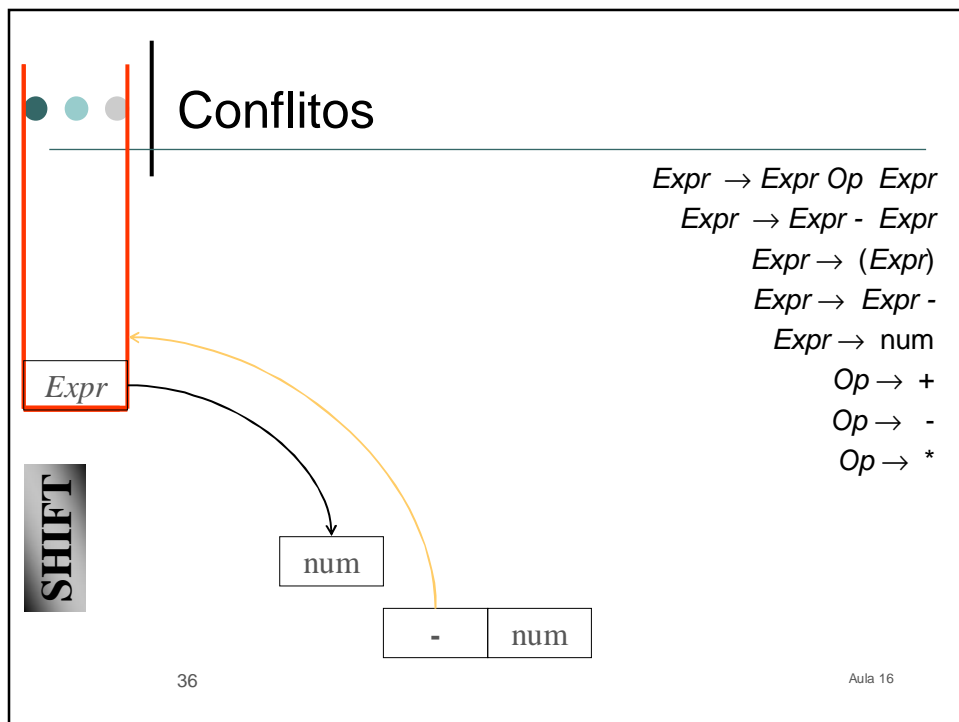 Conflitos
Expr → Expr Op Expr
Expr → Expr - Expr
Expr → (Expr)
Expr → Expr -
Expr → num
Op → +
Op → -
Op → *
Expr
SHIFT
num
- num
36
Aula 16